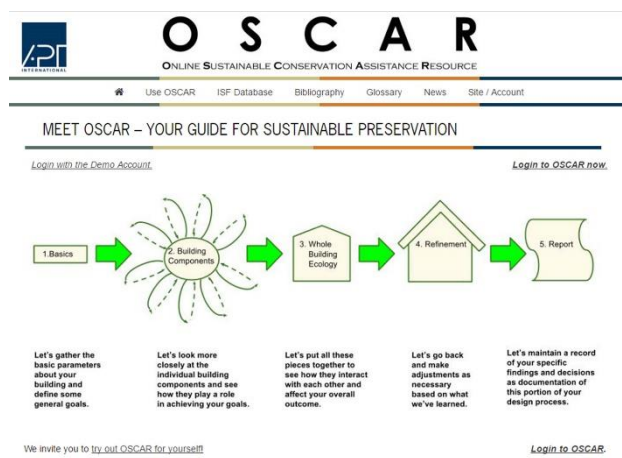 APT
INTERNATIONAL
OSCAR
ONLINE SUSTAINABLE CONSERVATION ASSISTANCE RESOURCE
Use OSCAR ISF Database Bibliography Glossary News Site / Account
MEET OSCAR – YOUR GUIDE FOR SUSTAINABLE PRESERVATION
Login with the Demo Account.
Login to OSCAR now.
1.Basics
2. Building
Components
3. Whole
Building
Ecology
4. Refinement
5. Report
Let's gather the
basic parameters
about your
building and
define some
general goals.
Let's look more
closely at the
individual building
components and see
how they play a role
in achieving your goals.
Let's put all these
pieces together to
see how they interact
with each other and
affect your overall
outcome.
Let's go back
and make
adjustments as
necessary
based on what
we've learned.
Let's maintain a record
of your specific
findings and decisions
as documentation of
this portion of your
design process.
We invite you to try out OSCAR for yourself!
Login to OSCAR.